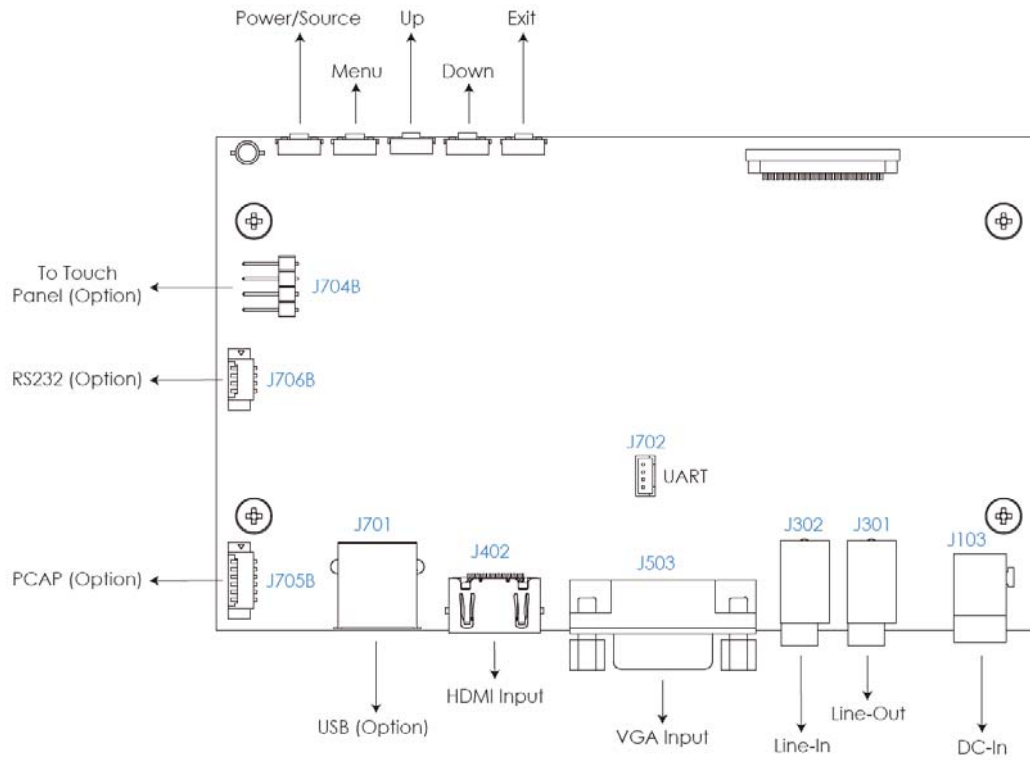 Power/Source
Up
Exit
Menu
Down
To Touch
Panel (Option)
J704B
RS232 (Option)
J706B
J702
UART
J701
J402
J503
J302
J301
J103
PCAP (Option)
J705B
USB (Option)
HDMI Input
VGA Input
Line-In
Line-Out
DC-In